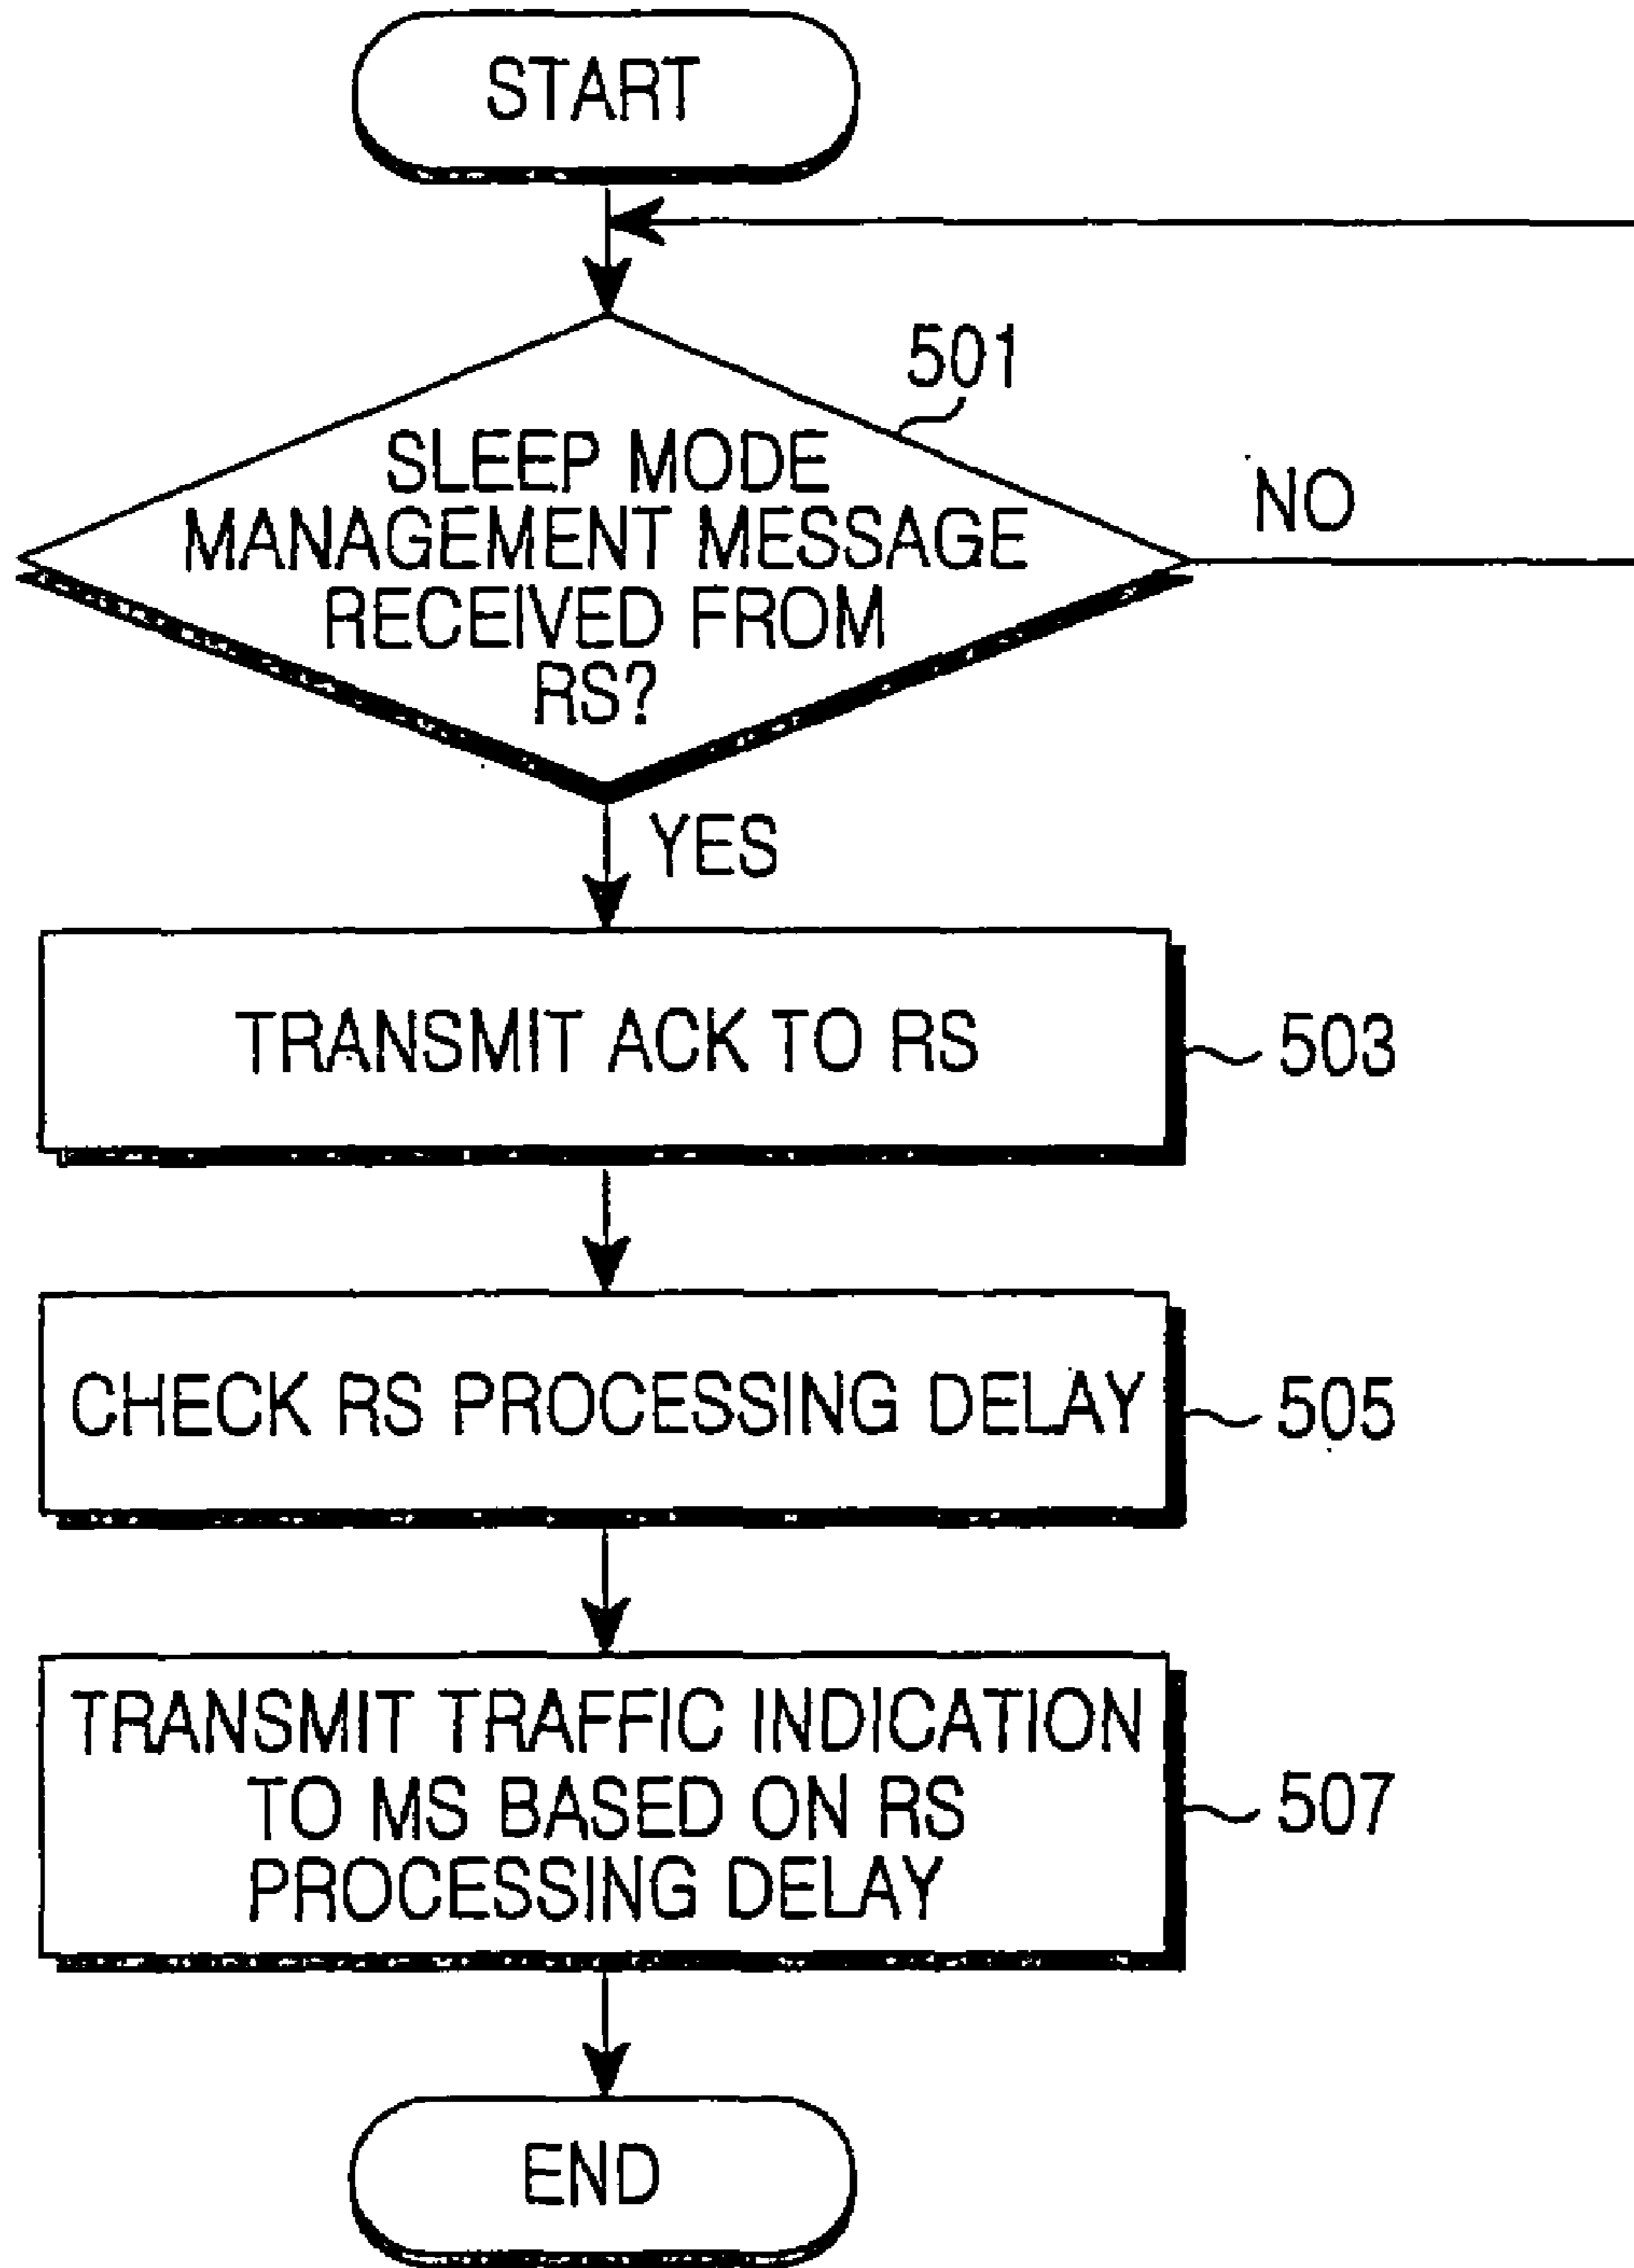 START
501
SLEEP MODE
MANAGEMENT MESSAGE
RECEIVED FROM
RS?
NO
YES
TRANSMIT ACK TO RS
503
CHECK RS PROCESSING DELAY
505
TRANSMIT TRAFFIC INDICATION
TO MS BASED ON RS
PROCESSING DELAY
507
END